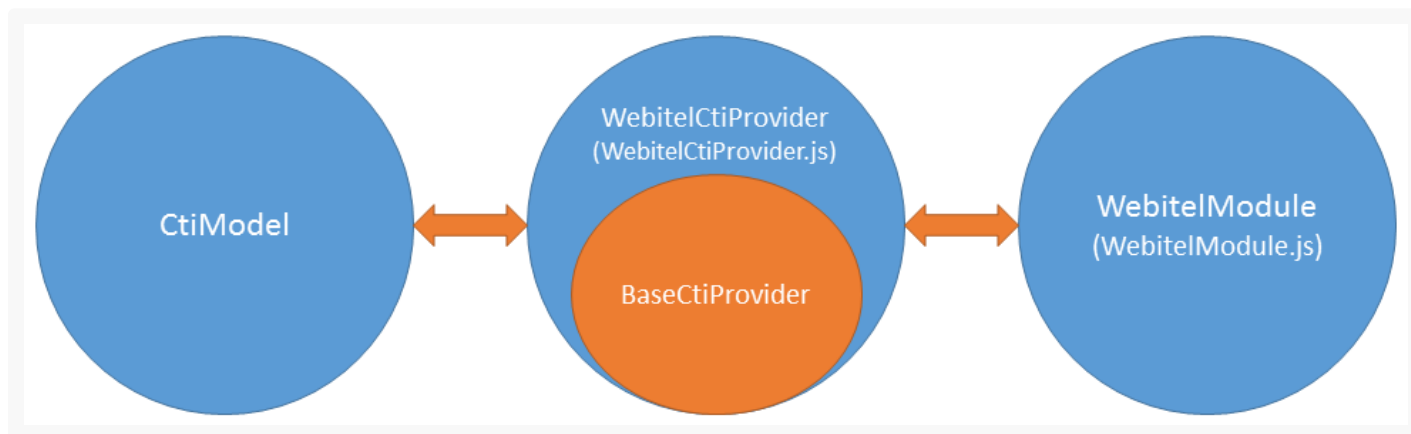 CtiModel
WebitelCtiProvider
(WebitelCtiProvider.js)
BaseCtiProvider
WebitelModule
(WebitelModule.js)